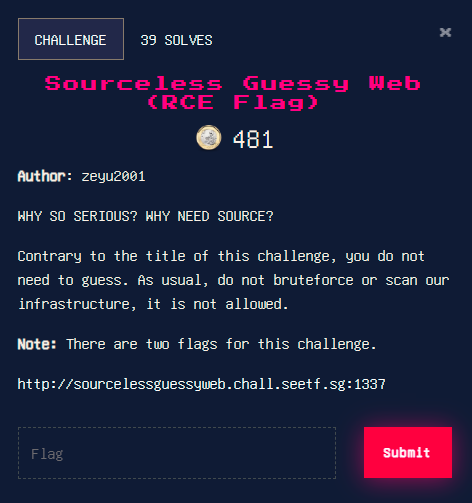 CHALLENGE
39 SOLVES
×
Sourceless Guessy Web
(RCE Flag)
481
Author: zeyu2001
WHY SO SERIOUS? WHY NEED SOURCE?
Contrary to the title of this challenge, you do not
need to guess. As usual, do not bruteforce or scan our
infrastructure, it is not allowed.
Note: There are two flags for this challenge.
http://sourcelessguessyweb.chall.seetf.sg:1337
Flag
Submit